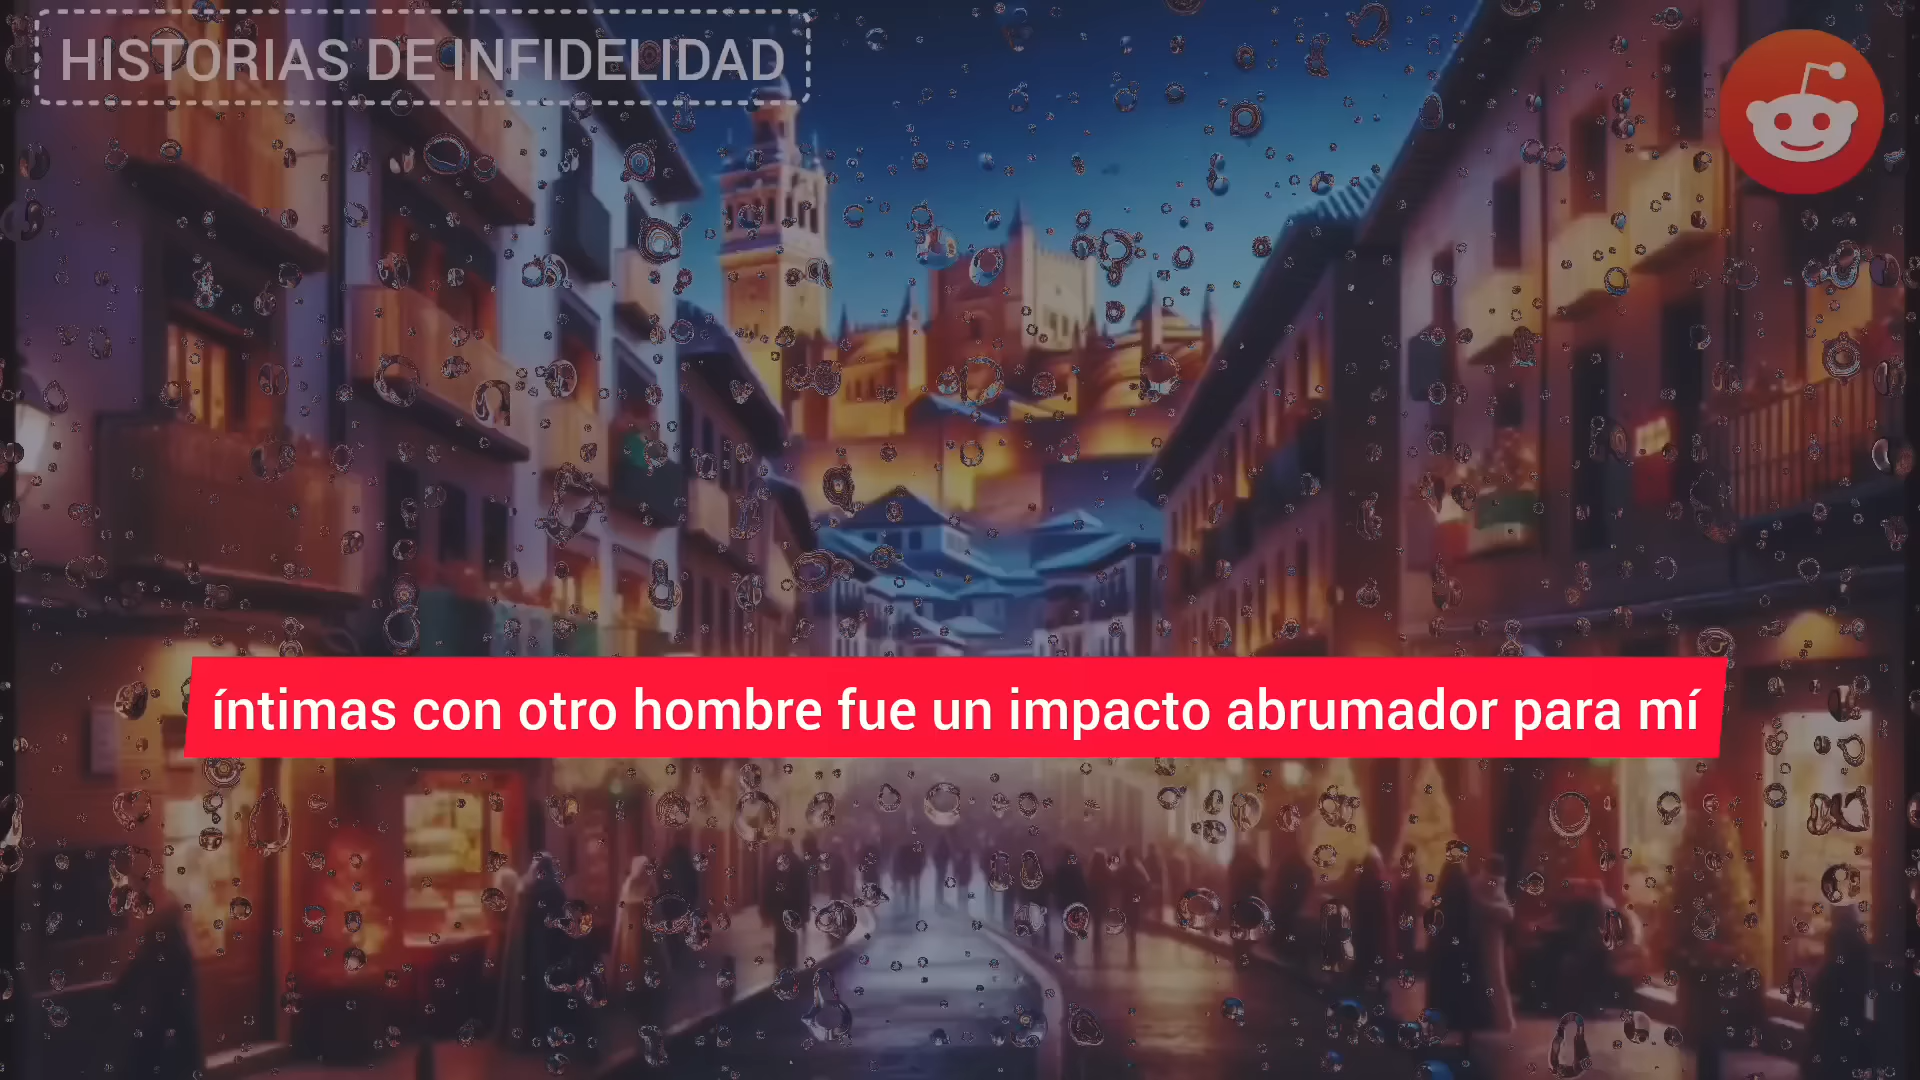 HISTORIAS DE INFIDELIDAD
íntimas con otro hombre fue un impacto abrumador para mí